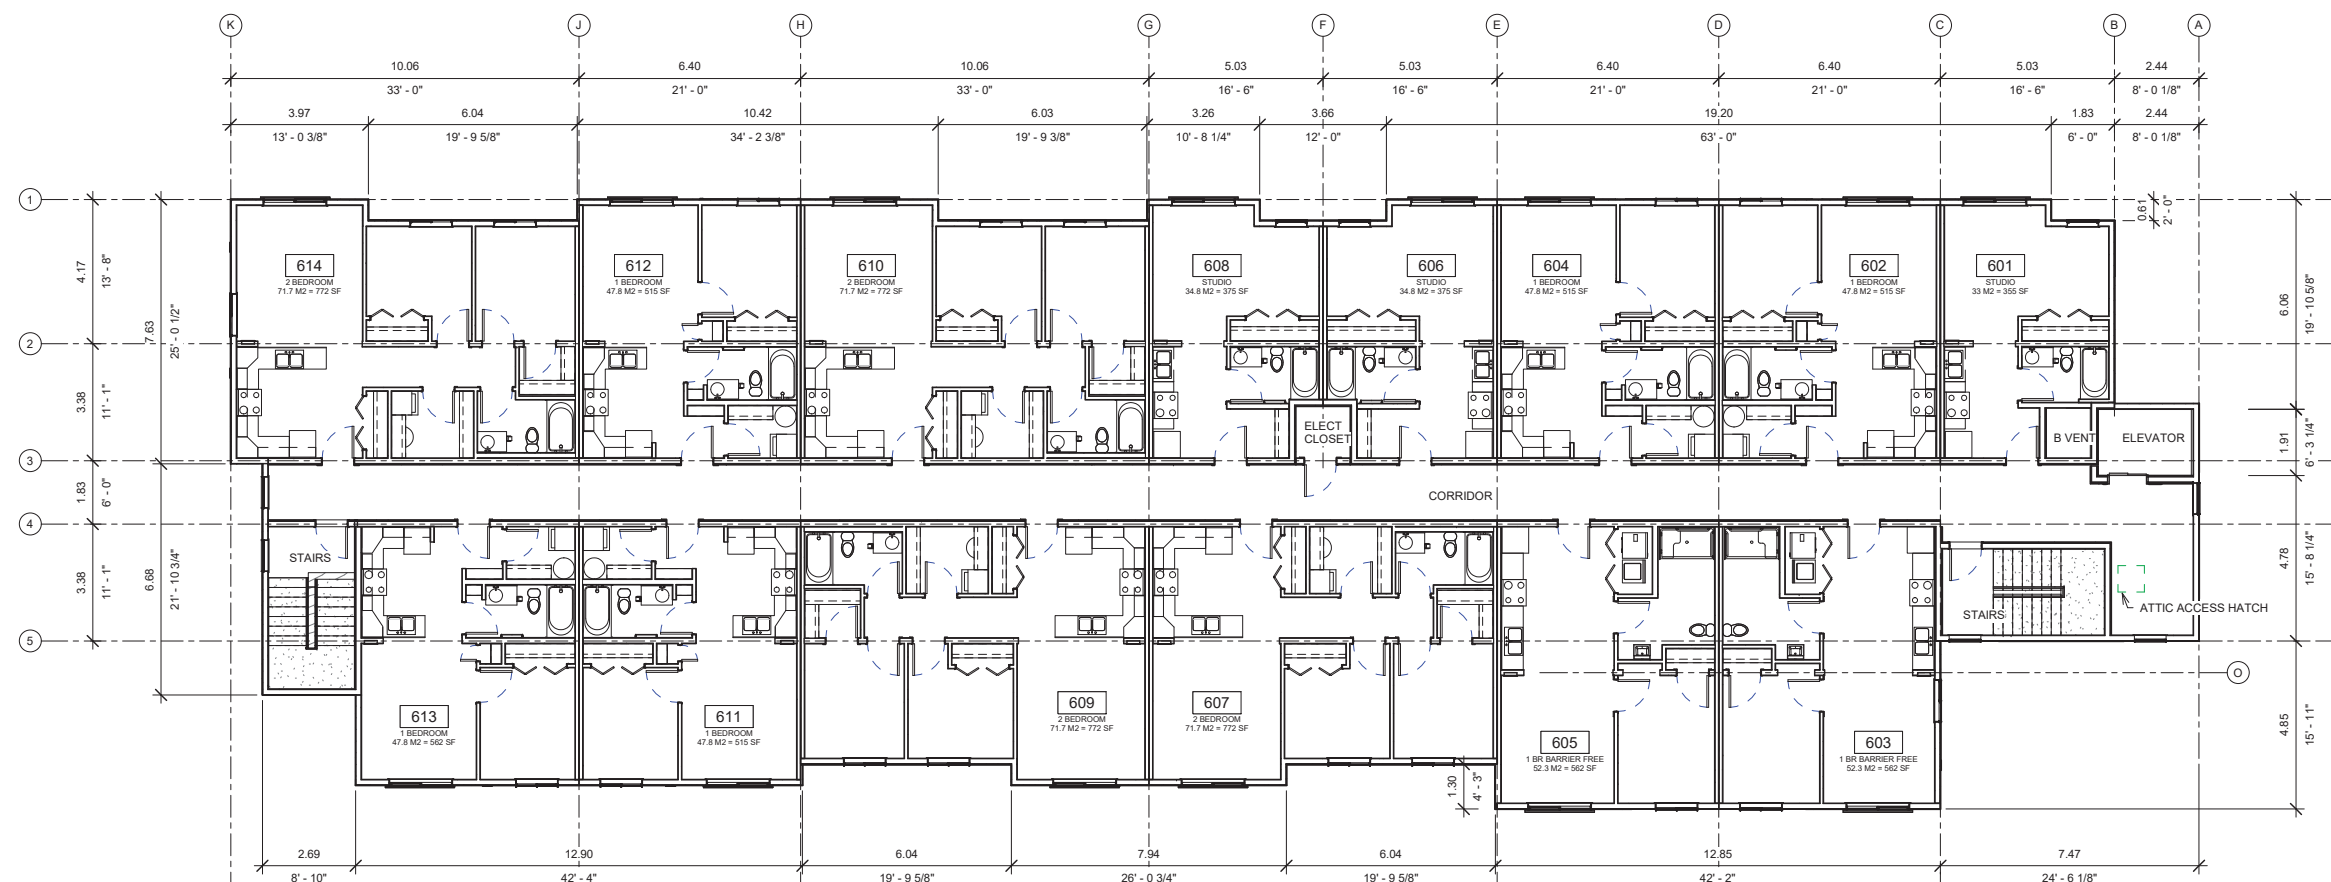 K J H G F E D C B A
10.06 6.40 10.06 5.03 5.03 6.40 6.40 5.03 2.44
33' - 0" 21' - 0" 33' - 0" 16' - 6" 16' - 6" 21' - 0" 21' - 0" 16' - 6" 8' - 0 1/8"
3.97 6.04 10.42 6.03 3.26 3.66 19.20 1.83 2.44
13' - 0 3/8" 19' - 9 5/8" 34' - 2 3/8" 19' - 9 3/8" 10' - 8 1/4" 12' - 0" 63' - 0" 6' - 0" 8' - 0 1/8"
1
2
3
4
5
O
4.17
13' - 8"
3.38
11' - 1"
1.83
6' - 0"
3.38
11' - 1"
7.63
25' - 0 1/2"
6.68
21' - 10 3/4"
614
2 BEDROOM
71.7 M2 = 772 SF
612
1 BEDROOM
47.8 M2 = 515 SF
610
2 BEDROOM
71.7 M2 = 772 SF
608
STUDIO
34.8 M2 = 375 SF
606
STUDIO
34.8 M2 = 375 SF
604
1 BEDROOM
47.8 M2 = 515 SF
602
1 BEDROOM
47.8 M2 = 515 SF
601
STUDIO
33 M2 = 355 SF
0.61
2' - 0"
6.06
19' - 10 5/8"
1.91
6' - 3 1/4"
4.78
15' - 8 1/4"
4.85
15' - 11"
ELECT
CLOSET
B VENT
ELEVATOR
CORRIDOR
STAIRS
STAIRS
ATTIC ACCESS HATCH
613
1 BEDROOM
47.8 M2 = 562 SF
611
1 BEDROOM
47.8 M2 = 515 SF
609
2 BEDROOM
71.7 M2 = 772 SF
607
2 BEDROOM
71.7 M2 = 772 SF
605
1 BR BARRIER FREE
52.3 M2 = 562 SF
603
1 BR BARRIER FREE
52.3 M2 = 562 SF
1.30
4' - 3"
2.69 12.90 6.04 7.94 6.04 12.85 7.47
8' - 10" 42' - 4" 19' - 9 5/8" 26' - 0 3/4" 19' - 9 5/8" 42' - 2" 24' - 6 1/8"